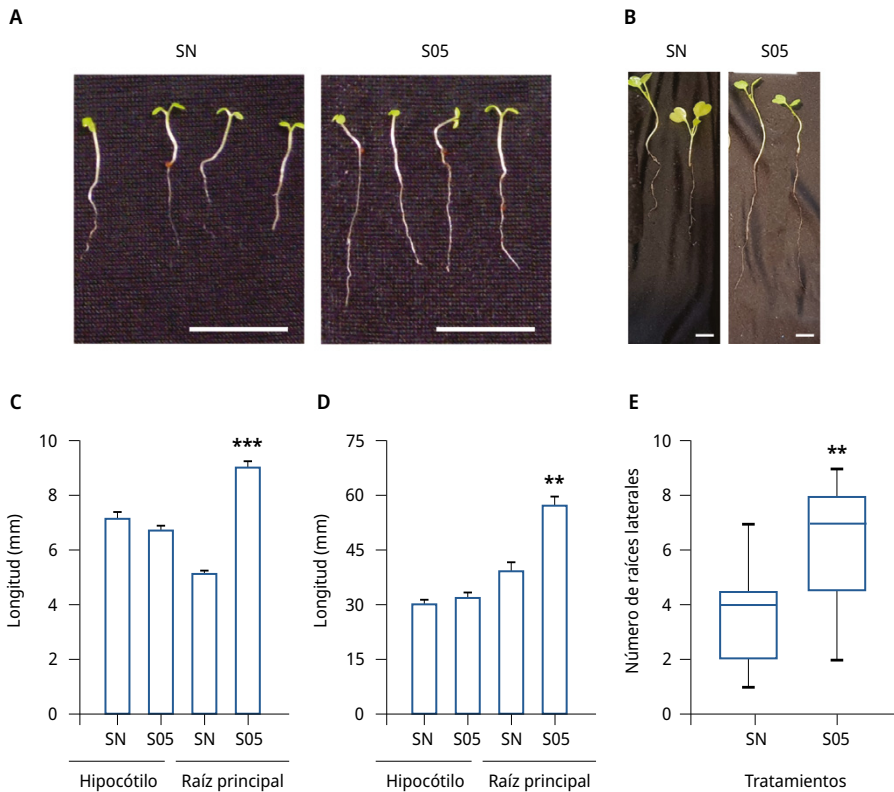 A
SN
S05
B
SN
S05
C
Longitud (mm)
10
8
6
4
2
0
***
SN
S05
SN
S05
Hipocótilo
Raíz principal
D
Longitud (mm)
75
60
45
30
15
0
**
SN
S05
SN
S05
Hipocótilo
Raíz principal
E
Número de raíces laterales
10
8
6
4
2
0
**
SN
S05
Tratamientos